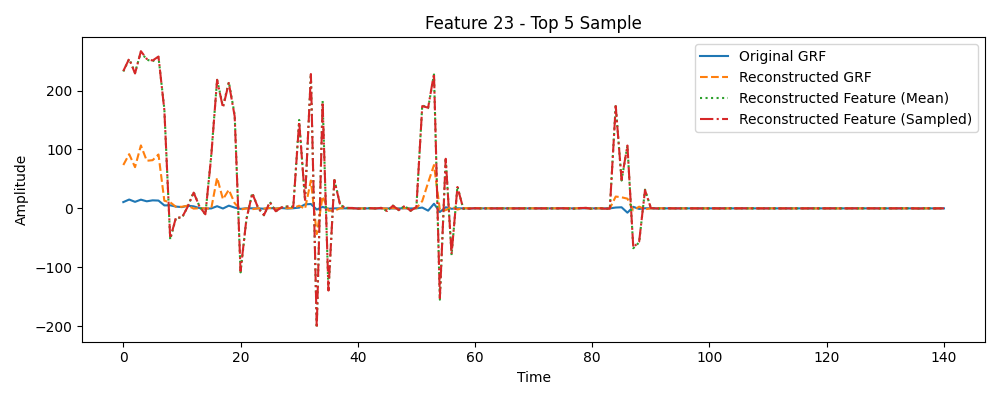 Feature 23 - Top 5 Sample
Original GRF
Reconstructed GRF
Reconstructed Feature (Mean)
Reconstructed Feature (Sampled)
Amplitude
200
100
0
−100
−200
0 20 40 60 80 100 120 140
Time